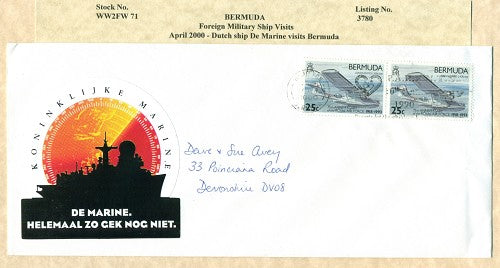 Stock No.
WW2FW 71
BERMUDA
Foreign Military Ship Visits
April 2000 - Dutch ship De Marine visits Bermuda
Listing No.
3780
BERMUDA
25c
BERMUDA
25c
KONINKLIJKE MARINE
DE MARINE.
HELEMAAL ZO GEK NOG NIET.
Dave & Sue Avey
33 Poinciana Road
Devonshire DV08